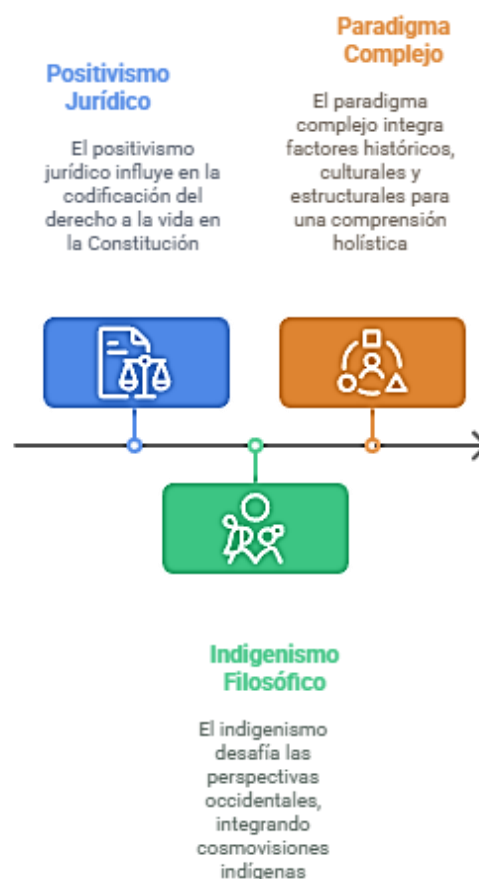 Positivismo
Jurídico
El positivismo
jurídico influye en la
codificación del
derecho a la vida en
la Constitución
Paradigma
Complejo
El paradigma
complejo integra
factores históricos,
culturales y
estructurales para
una comprensión
holística
Indigenismo
Filosófico
El indigenismo
desafía las
perspectivas
occidentales,
integrando
cosmovisiones
indígenas